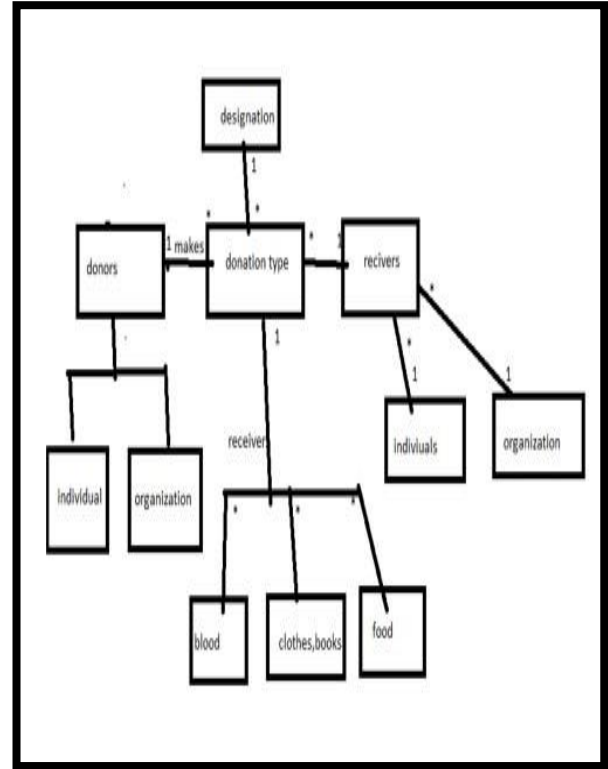 designation
1
*
*
1 makes
donors
donation type
*
1
recivers
1
receiver
*
1
1
indiviuals
*
organization
individual
organization
*
*
*
blood
clothes,books
food